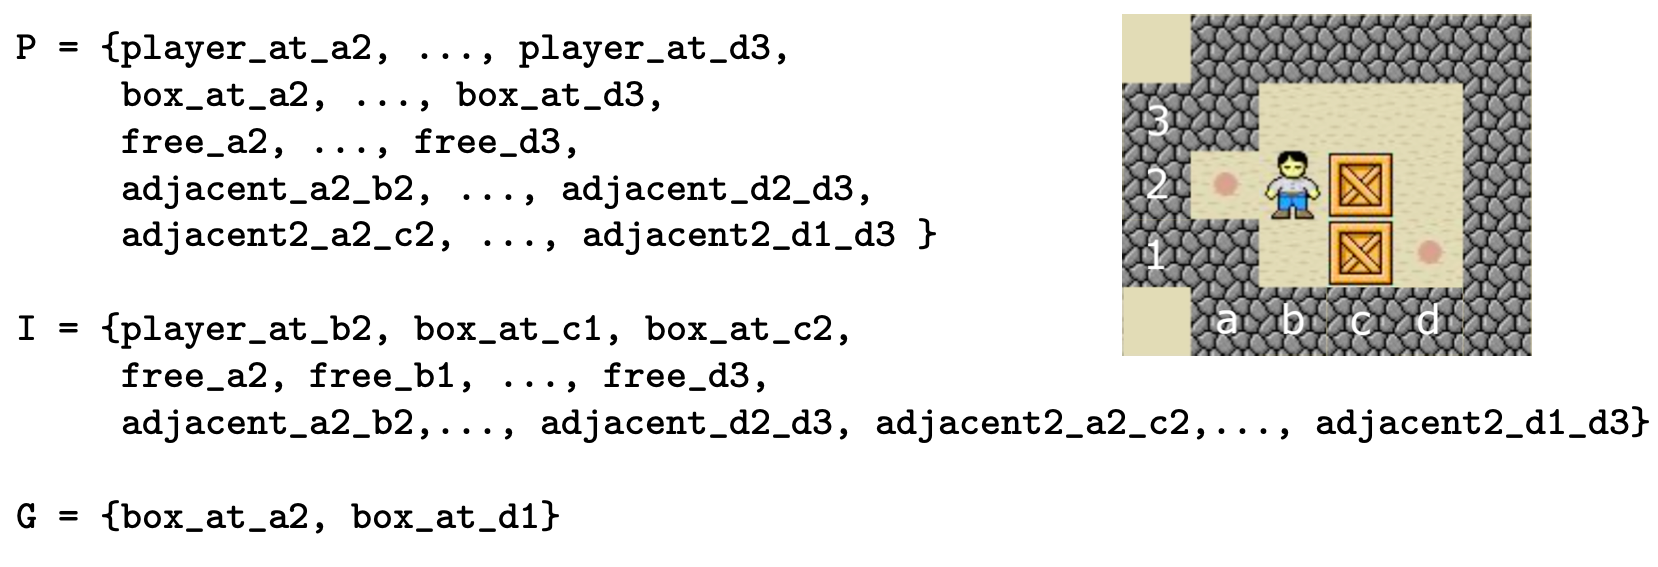 P = {player_at_a2, ..., player_at_d3,
box_at_a2, ..., box_at_d3,
free_a2, ..., free_d3,
adjacent_a2_b2, ..., adjacent_d2_d3,
adjacent2_a2_c2, ..., adjacent2_d1_d3 }
I = {player_at_b2, box_at_c1, box_at_c2,
free_a2, free_b1, ..., free_d3,
adjacent_a2_b2,..., adjacent_d2_d3, adjacent2_a2_c2,..., adjacent2_d1_d3}
G = {box_at_a2, box_at_d1}
3
2
1
a b c d